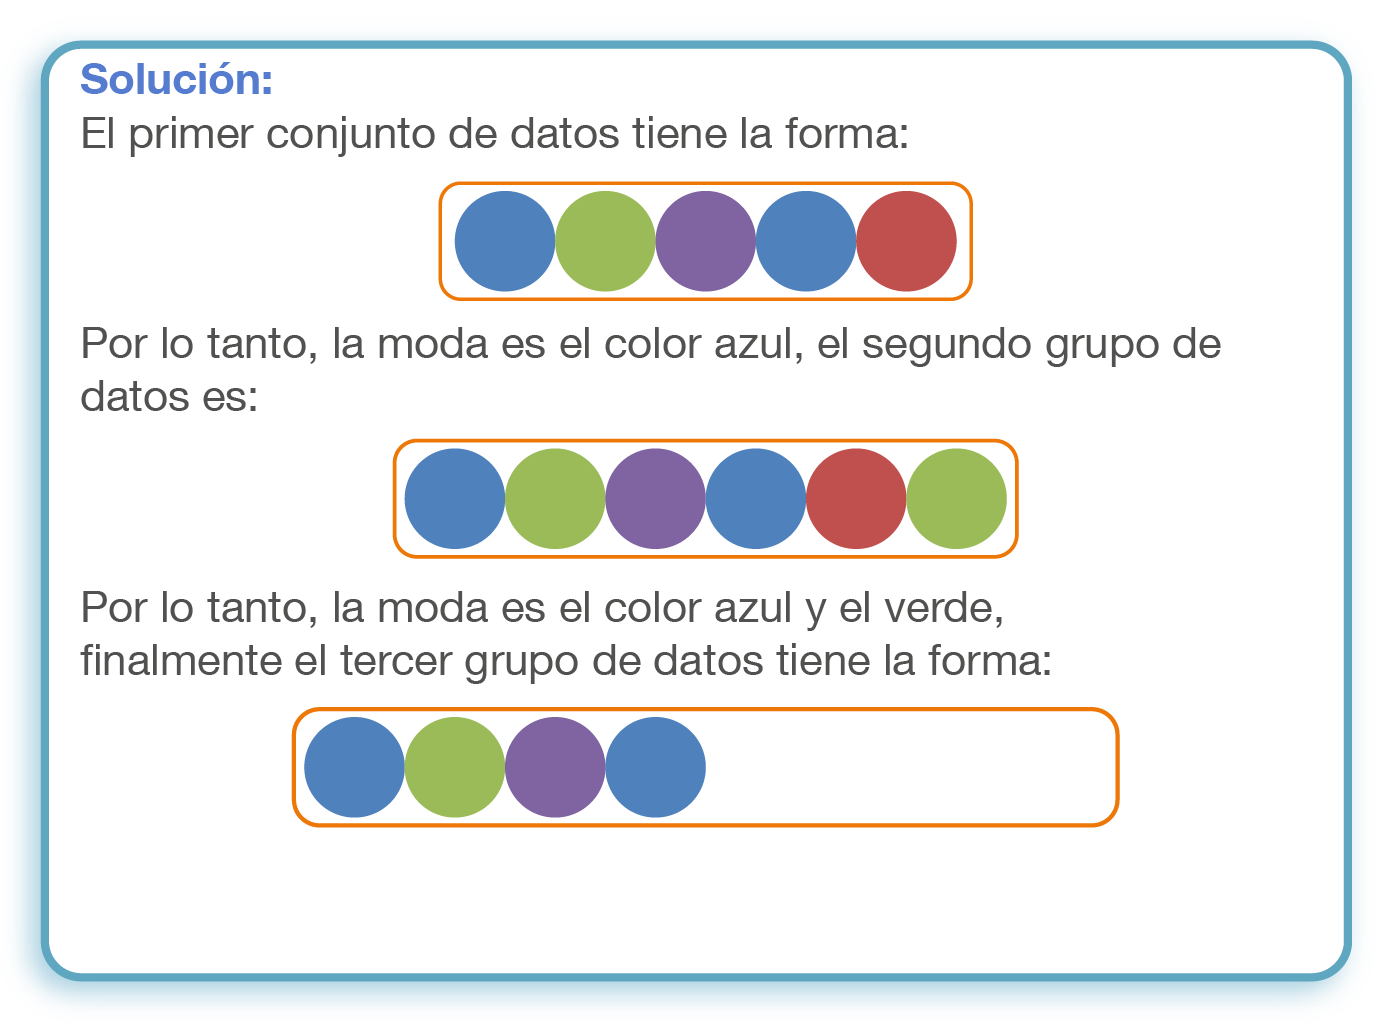 Solución:
El primer conjunto de datos tiene la forma:
Por lo tanto, la moda es el color azul, el segundo grupo de
datos es:
Por lo tanto, la moda es el color azul y el verde,
finalmente el tercer grupo de datos tiene la forma: